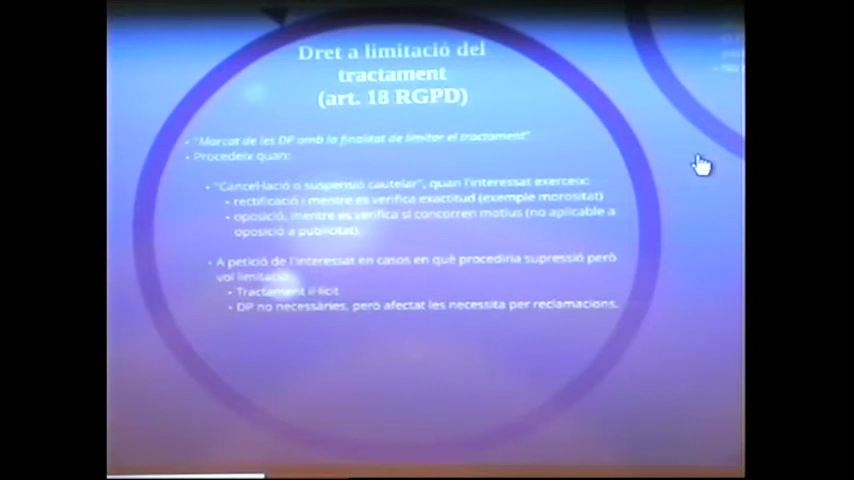 Dret a limitació del
tractament
(art. 18 RGPD)
• "Marcat de les DP amb la finalitat de limitar el tractament"
• Procedeix quan:
• "Cancel·lació o suspensió cautelar", quan l'interessat exerceix:
• rectificació i mentre es verifica exactitud (exemple morositat)
• oposició, mentre es verifica si concorren motius (no aplicable a
oposició a publicitat).
• A petició de l'interessat en casos en què procediria supressió però
vol limitació:
• Tractament il·lícit
• DP no necessàries, però afectat les necessita per reclamacions.